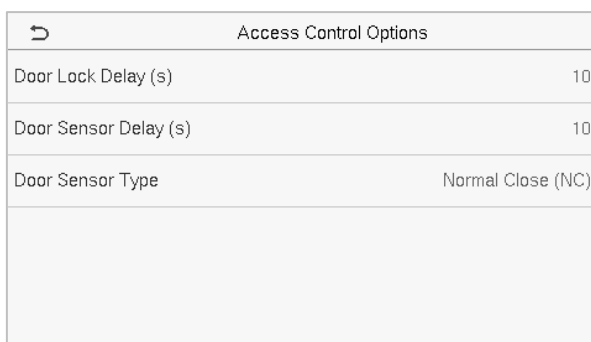 Access Control Options
Door Lock Delay (s) 10
Door Sensor Delay (s) 10
Door Sensor Type Normal Close (NC)